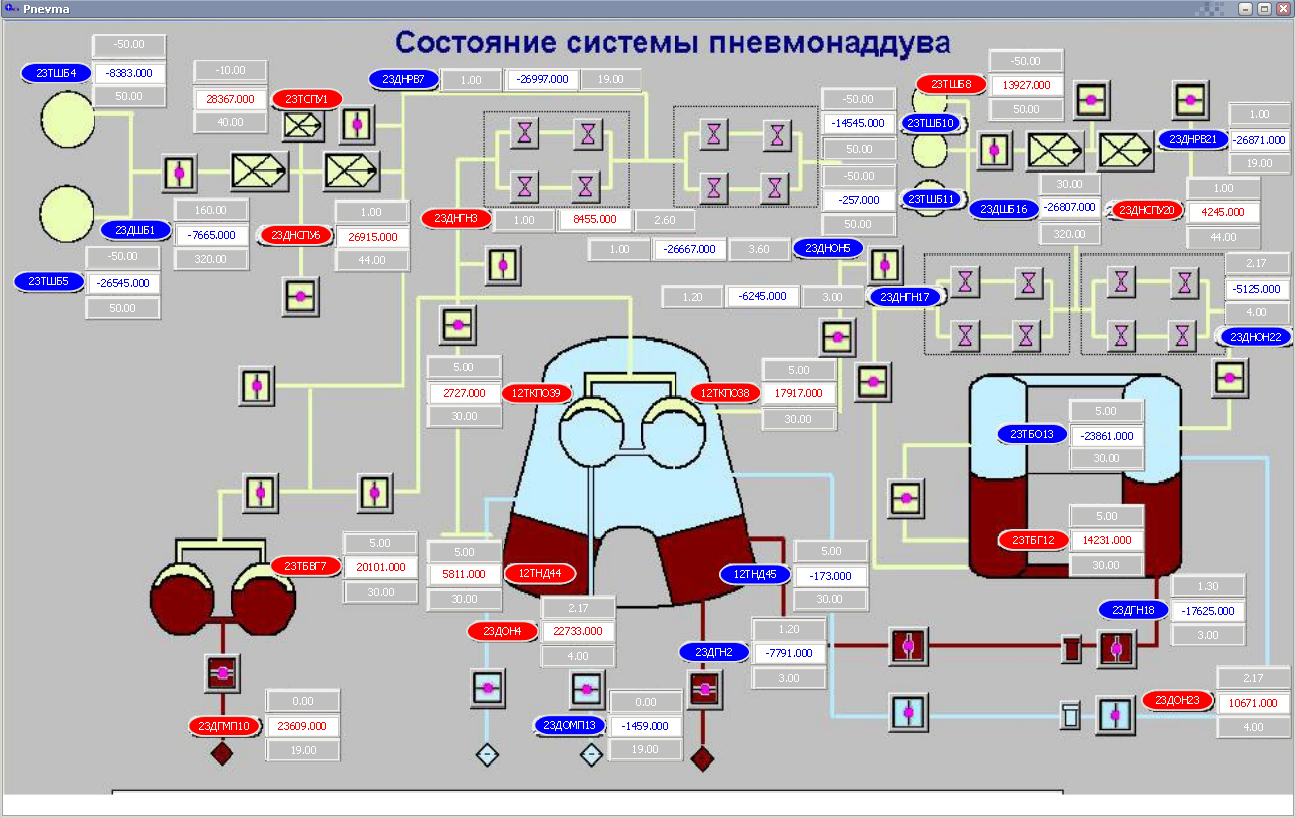 Pnevma
Состояние системы пневмонаддува
-50.00
23ТШБ4
-8383.000
50.00
-10.00
28367.000
40.00
23ТСПУ1
23ДНРВ7
1.00
-26997.000
19.00
-50.00
-14545.000
50.00
23ТШБ10
-50.00
-257.000
50.00
23ТШБ11
23ТШБ8
-50.00
13927.000
50.00
23ДНРВ21
1.00
-26871.000
19.00
23ДШБ1
160.00
-7665.000
320.00
23ДНСПУ6
1.00
26915.000
44.00
23ДНГН3
1.00
8455.000
2.60
23ДШБ16
30.00
-26807.000
320.00
23ДНСПУ20
1.00
4245.000
44.00
23ТШБ5
-50.00
-26545.000
50.00
1.00
-26667.000
3.60
23ДНОН5
1.20
-6245.000
3.00
23ДНГН17
2.17
-5125.000
4.00
23ДНОН22
5.00
2727.000
30.00
12ТКПО39
12ТКПО38
5.00
17917.000
30.00
23ТБО13
5.00
-23861.000
30.00
23ТБГ12
5.00
14231.000
30.00
23ТБВГ7
5.00
20101.000
30.00
5.00
5811.000
30.00
12ТНД44
12ТНД45
5.00
-173.000
30.00
23ДОН4
2.17
22733.000
4.00
23ДГН2
1.20
-7791.000
3.00
23ДГН18
1.30
-17625.000
3.00
23ДГМП10
0.00
23609.000
19.00
23ДОМП13
0.00
-1459.000
19.00
23ДОН23
2.17
10671.000
4.00